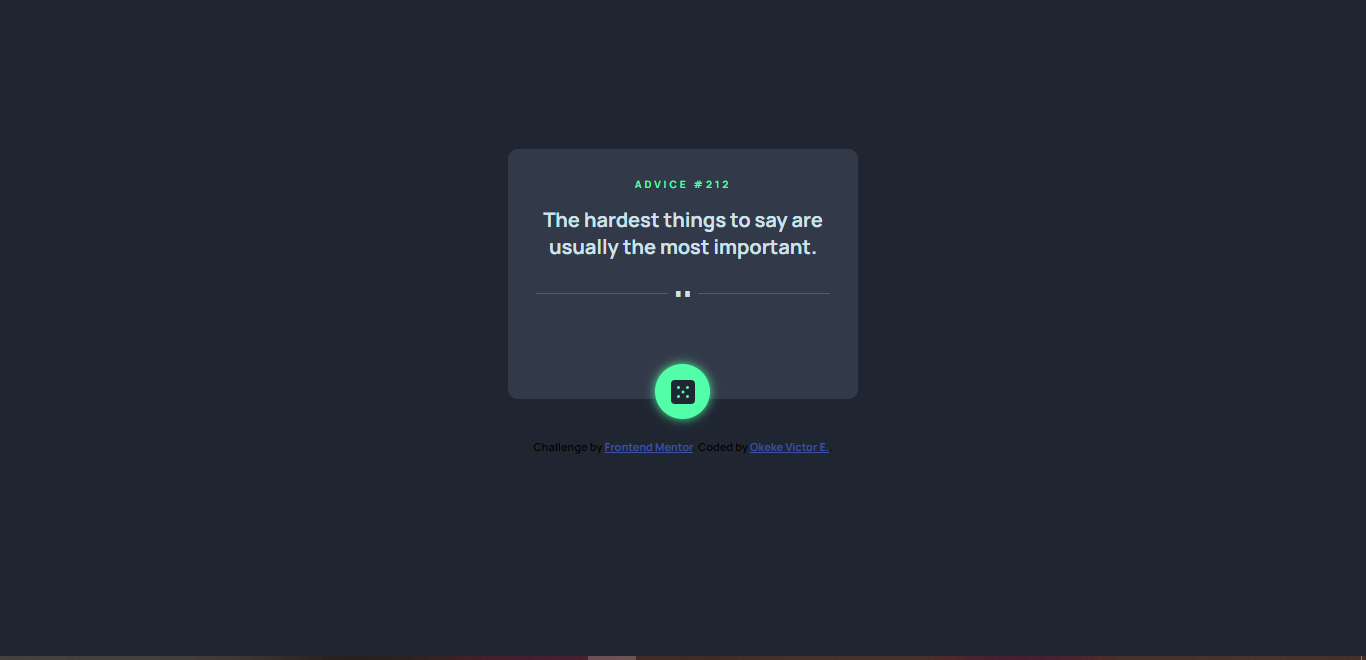 ADVICE #212
The hardest things to say are
usually the most important.
Challenge by Frontend Mentor. Coded by Okeke Victor E..